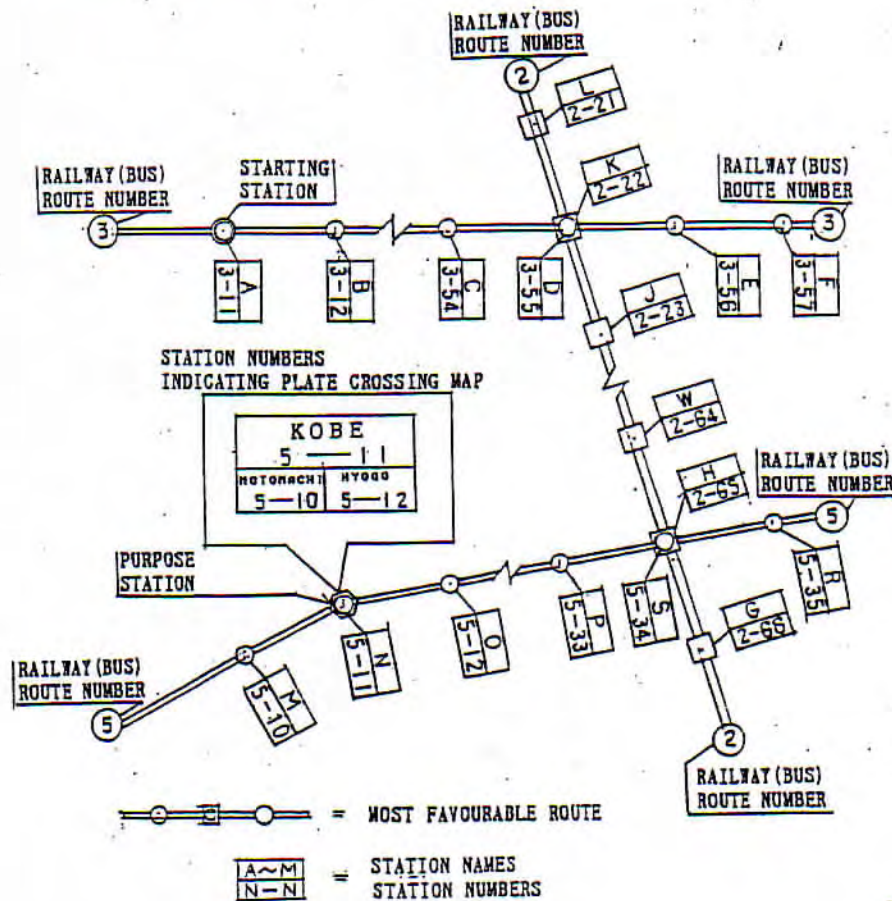 RAILWAY(BUS)
ROUTE NUMBER
2
L
2-21
K
2-22
RAILWAY(BUS)
ROUTE NUMBER
3
STARTING
STATION
RAILWAY(BUS)
ROUTE NUMBER
3
A
3-11
B
3-12
C
3-54
D
3-55
E
3-56
F
3-57
J
2-23
STATION NUMBERS
INDICATING PLATE CROSSING MAP
KOBE
5—11
MOTOMACHI HYOGO
5—10 5—12
W
2-64
H
2-65
RAILWAY(BUS)
ROUTE NUMBER
5
PURPOSE
STATION
RAILWAY(BUS)
ROUTE NUMBER
5
M
5-10
N
5-11
O
5-12
P
5-33
S
5-34
G
2-66
R
5-35
2
RAILWAY(BUS)
ROUTE NUMBER
= MOST FAVOURABLE ROUTE
A~M
N-N
= STATION NAMES
STATION NUMBERS